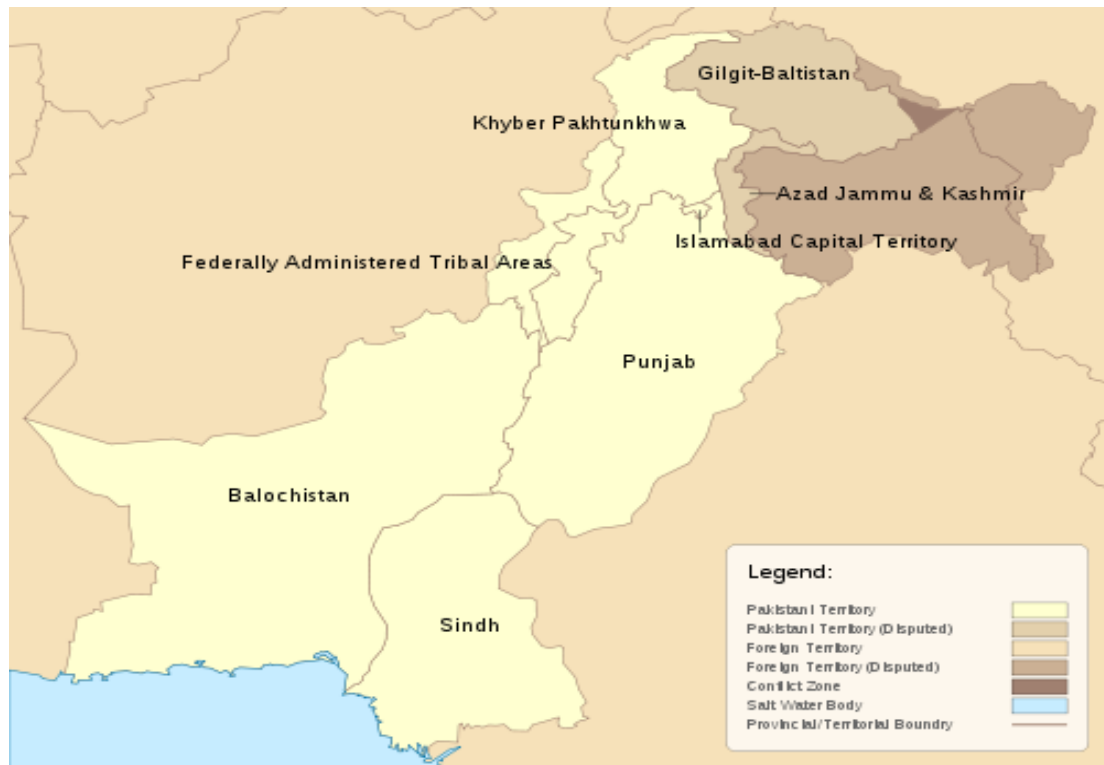 Gilgit-Baltistan
Khyber Pakhtunkhwa
Azad Jammu & Kashmir
Islamabad Capital Territory
Federally Administered Tribal Areas
Punjab
Balochistan
Sindh
Legend:
Pakistani Territory
Pakistani Territory (Disputed)
Foreign Territory
Foreign Territory (Disputed)
Conflict Zone
Salt Water Body
Provincial/Territorial Boundry